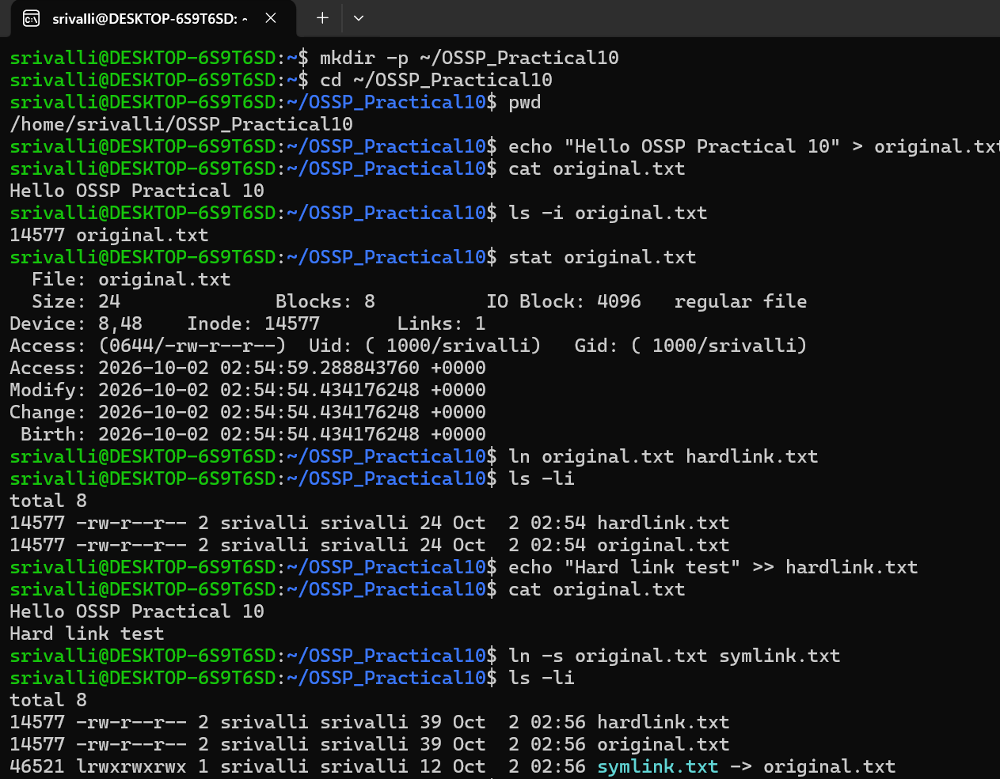 srivalli@DESKTOP-6S9T6SD: ~
srivalli@DESKTOP-6S9T6SD:~$ mkdir -p ~/OSSP_Practical10
srivalli@DESKTOP-6S9T6SD:~$ cd ~/OSSP_Practical10
srivalli@DESKTOP-6S9T6SD:~/OSSP_Practical10$ pwd
/home/srivalli/OSSP_Practical10
srivalli@DESKTOP-6S9T6SD:~/OSSP_Practical10$ echo "Hello OSSP Practical 10" > original.txt
srivalli@DESKTOP-6S9T6SD:~/OSSP_Practical10$ cat original.txt
Hello OSSP Practical 10
srivalli@DESKTOP-6S9T6SD:~/OSSP_Practical10$ ls -i original.txt
14577 original.txt
srivalli@DESKTOP-6S9T6SD:~/OSSP_Practical10$ stat original.txt
  File: original.txt
  Size: 24              Blocks: 8          IO Block: 4096   regular file
Device: 8,48    Inode: 14577       Links: 1
Access: (0644/-rw-r--r--)  Uid: ( 1000/srivalli)   Gid: ( 1000/srivalli)
Access: 2026-10-02 02:54:59.288843760 +0000
Modify: 2026-10-02 02:54:54.434176248 +0000
Change: 2026-10-02 02:54:54.434176248 +0000
 Birth: 2026-10-02 02:54:54.434176248 +0000
srivalli@DESKTOP-6S9T6SD:~/OSSP_Practical10$ ln original.txt hardlink.txt
srivalli@DESKTOP-6S9T6SD:~/OSSP_Practical10$ ls -li
total 8
14577 -rw-r--r-- 2 srivalli srivalli 24 Oct  2 02:54 hardlink.txt
14577 -rw-r--r-- 2 srivalli srivalli 24 Oct  2 02:54 original.txt
srivalli@DESKTOP-6S9T6SD:~/OSSP_Practical10$ echo "Hard link test" >> hardlink.txt
srivalli@DESKTOP-6S9T6SD:~/OSSP_Practical10$ cat original.txt
Hello OSSP Practical 10
Hard link test
srivalli@DESKTOP-6S9T6SD:~/OSSP_Practical10$ ln -s original.txt symlink.txt
srivalli@DESKTOP-6S9T6SD:~/OSSP_Practical10$ ls -li
total 8
14577 -rw-r--r-- 2 srivalli srivalli 39 Oct  2 02:56 hardlink.txt
14577 -rw-r--r-- 2 srivalli srivalli 39 Oct  2 02:56 original.txt
46521 lrwxrwxrwx 1 srivalli srivalli 12 Oct  2 02:56 symlink.txt -> original.txt